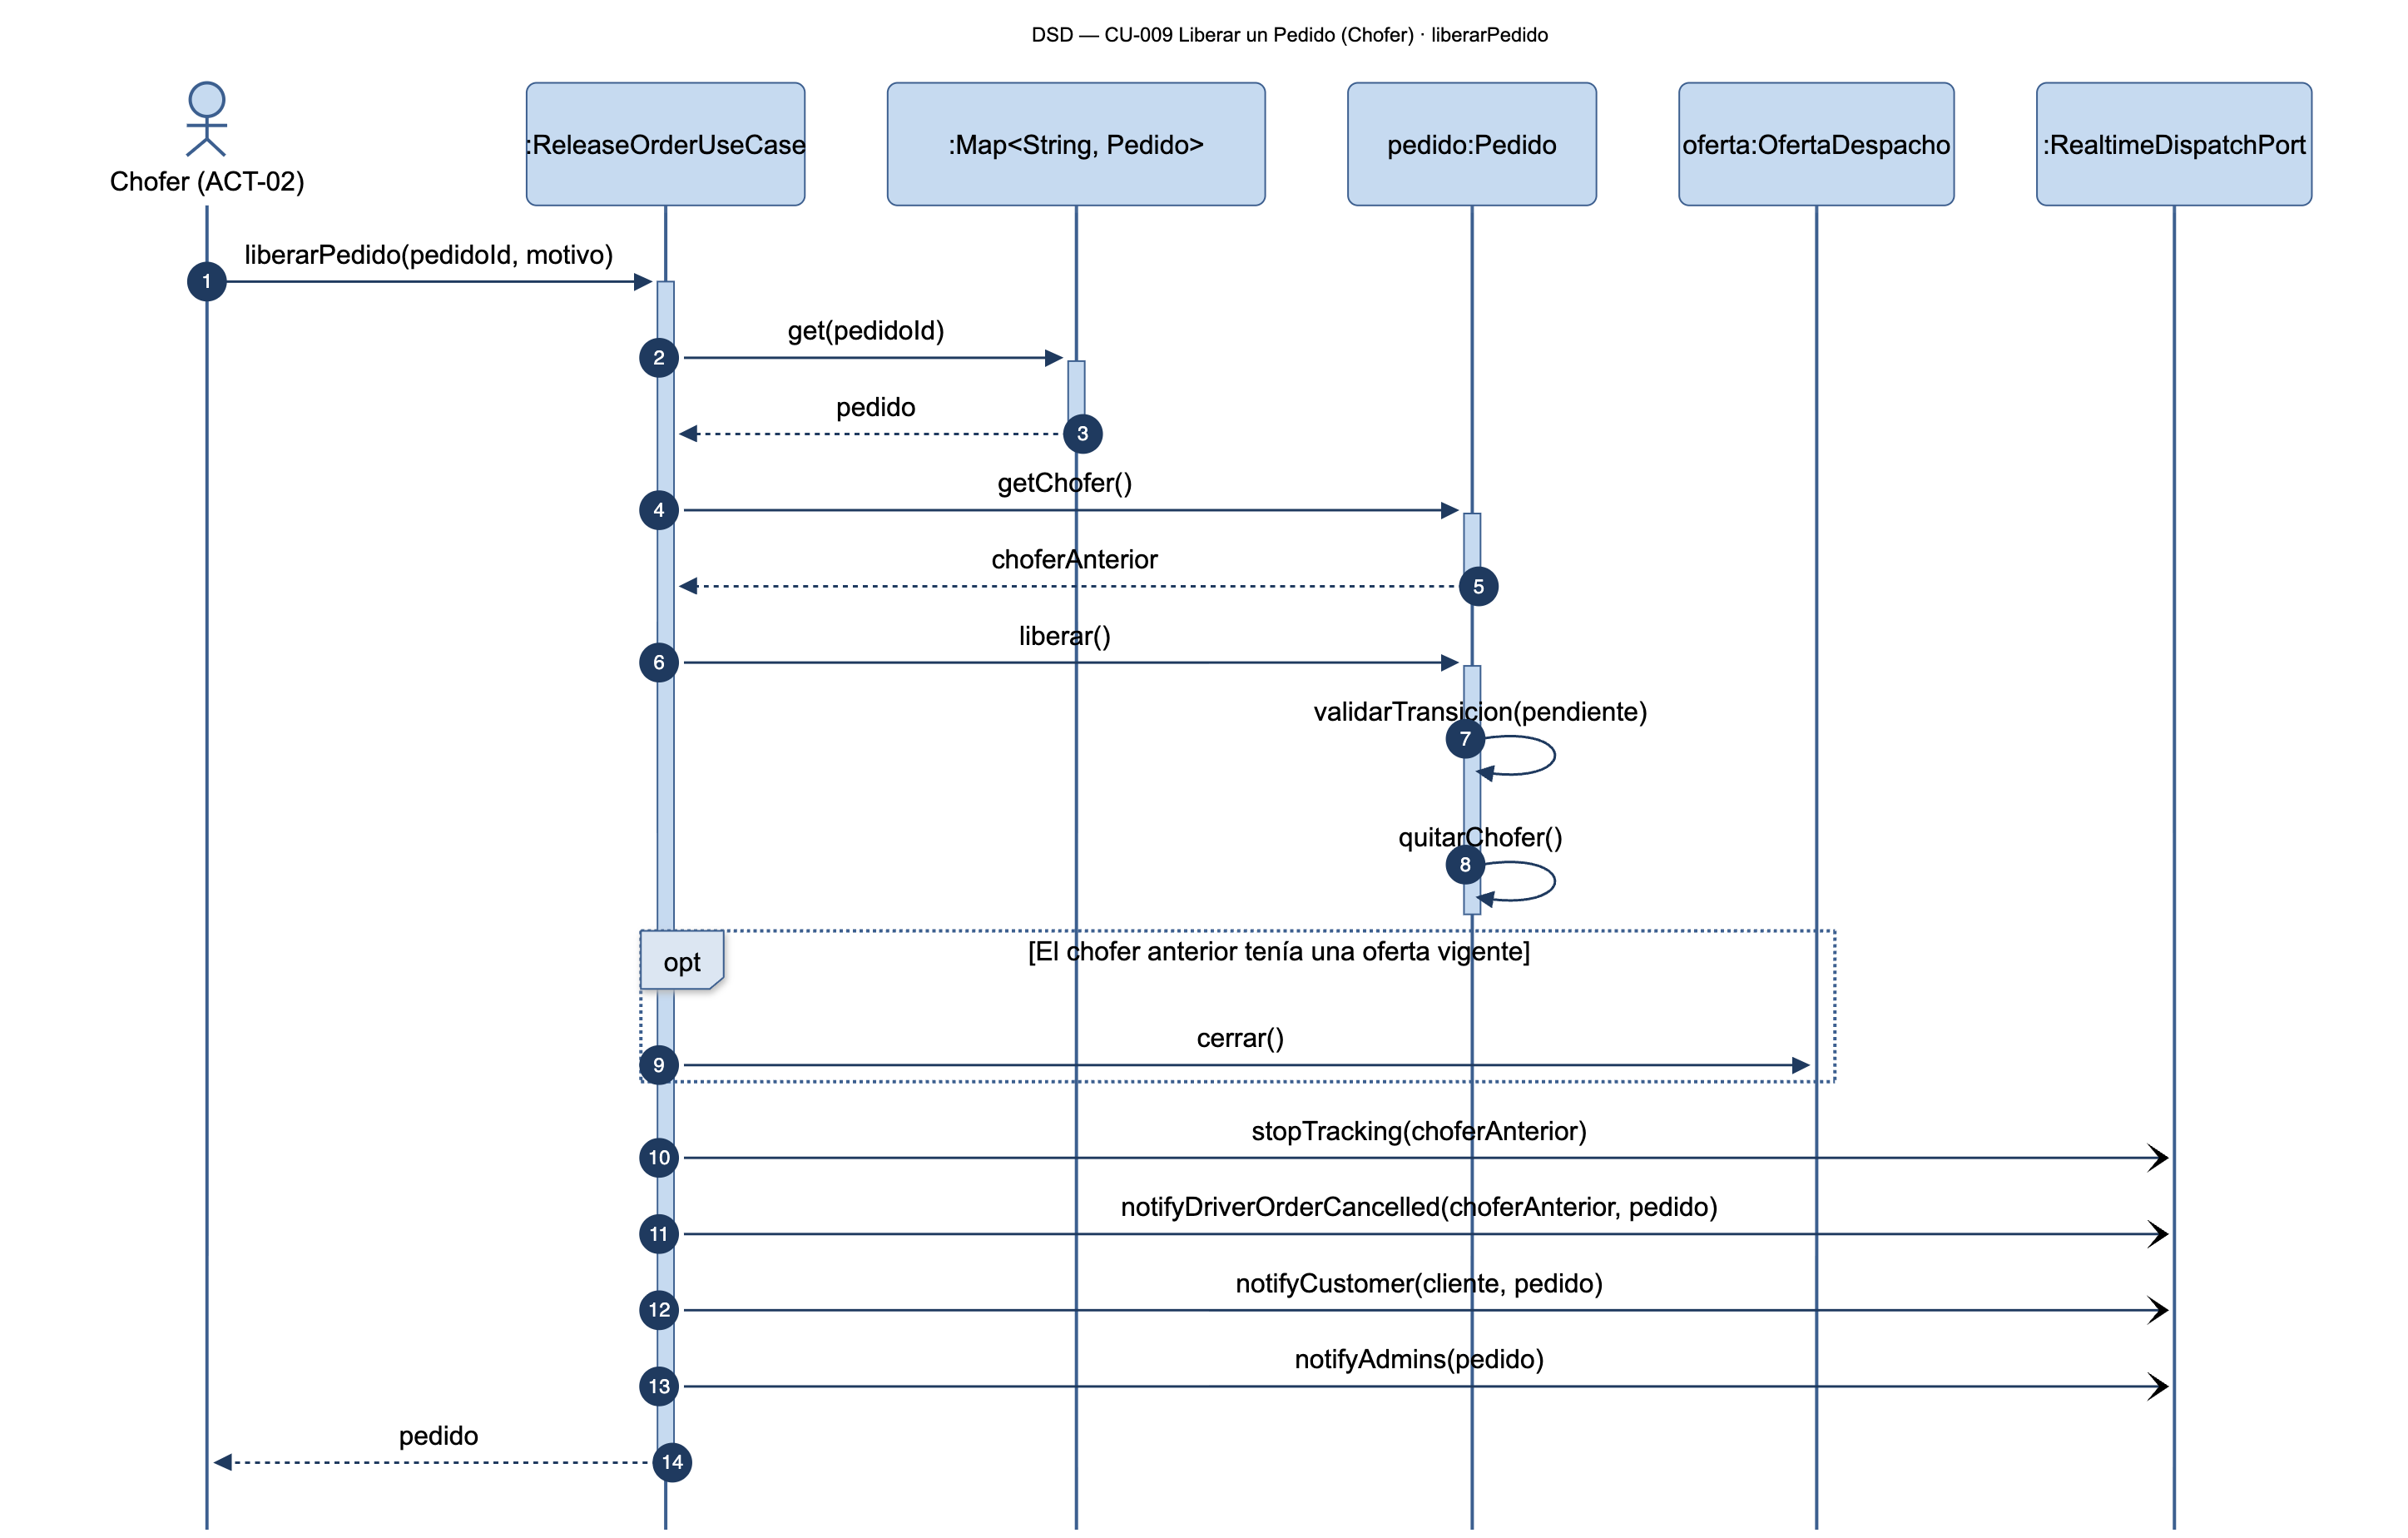 DSD — CU-009 Liberar un Pedido (Chofer) · liberarPedido
Chofer (ACT-02)
:ReleaseOrderUseCase
:Map<String, Pedido>
pedido:Pedido
oferta:OfertaDespacho
:RealtimeDispatchPort
liberarPedido(pedidoId, motivo)
1
get(pedidoId)
2
pedido
3
getChofer()
4
choferAnterior
5
liberar()
6
validarTransicion(pendiente)
7
quitarChofer()
8
opt
[El chofer anterior tenía una oferta vigente]
cerrar()
9
stopTracking(choferAnterior)
10
notifyDriverOrderCancelled(choferAnterior, pedido)
11
notifyCustomer(cliente, pedido)
12
notifyAdmins(pedido)
13
pedido
14